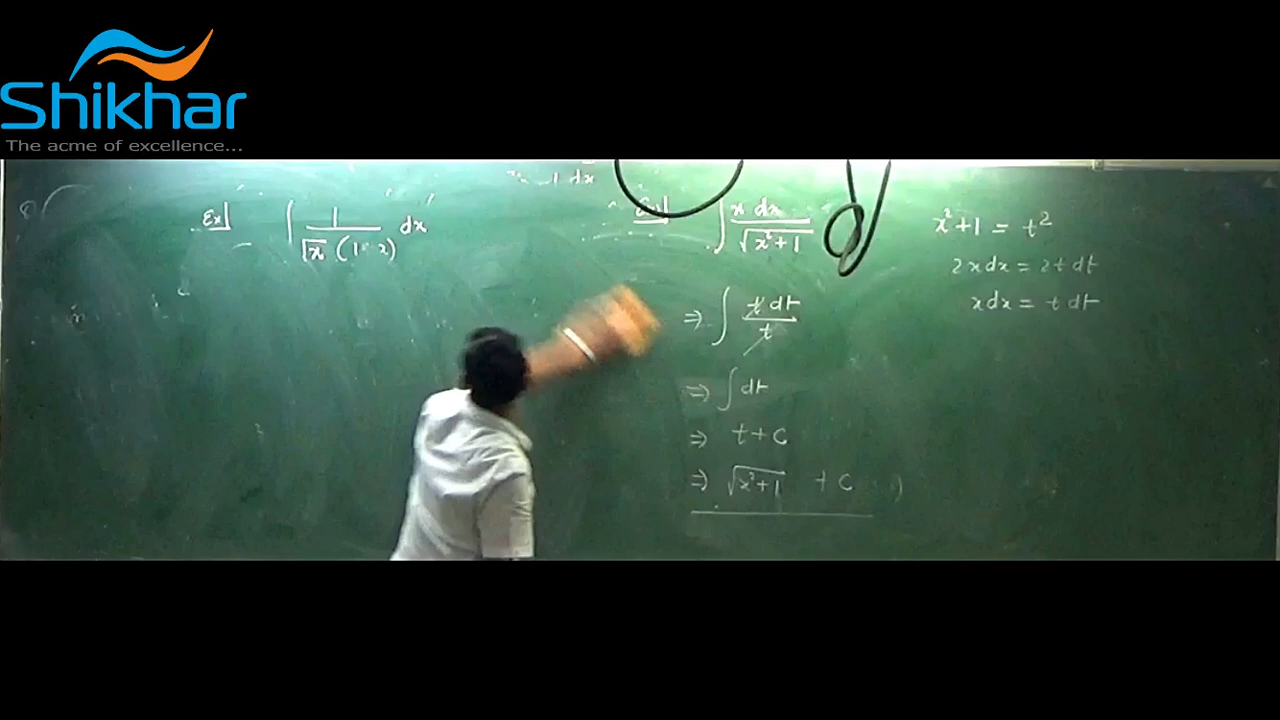 Shikhar
The acme of excellence...
Ex ∫ 1 / √x (1 - x) dx
Ex ∫ x dx / √x²+1
x²+1 = t²
2x dx = 2t dt
x dx = t dt
⇒ ∫ t dt / t
⇒ ∫ dt
⇒ t + c
⇒ √x²+1 + c